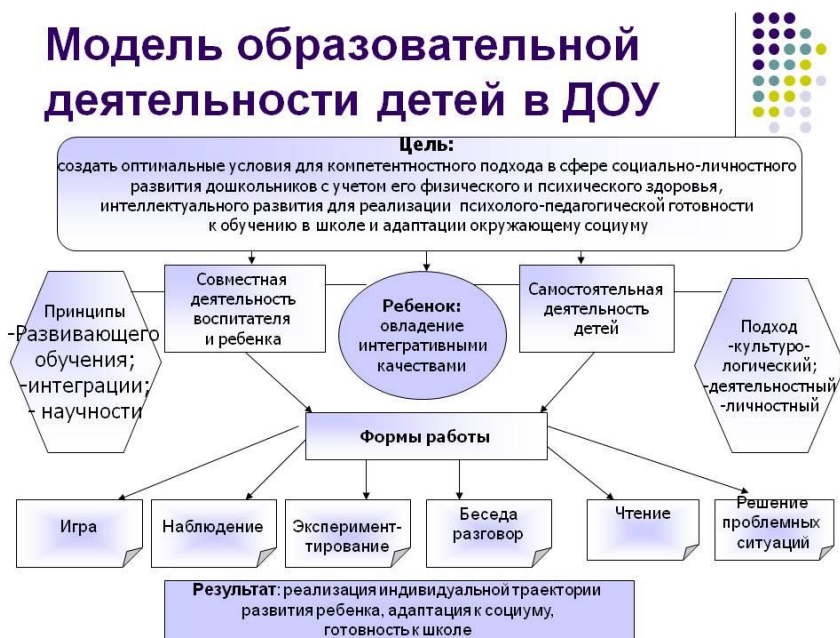 Модель образовательной
деятельности детей в ДОУ
Цель:
создать оптимальные условия для компетентностного подхода в сфере социально-личностного
развития дошкольников с учетом его физического и психического здоровья,
интеллектуального развития для реализации психолого-педагогической готовности
к обучению в школе и адаптации окружающему социуму
Принципы
-Развивающего
обучения;
-интеграции;
- научности
Совместная
деятельность
воспитателя
и ребенка
Ребенок:
овладение
интегративными
качествами
Самостоятельная
деятельность
детей
Подход
-культуро-
логический;
-деятельностный
-личностный
Формы работы
Игра
Наблюдение
Эксперимент-
тирование
Беседа
разговор
Чтение
Решение
проблемных
ситуаций
Результат: реализация индивидуальной траектории
развития ребенка, адаптация к социуму,
готовность к школе